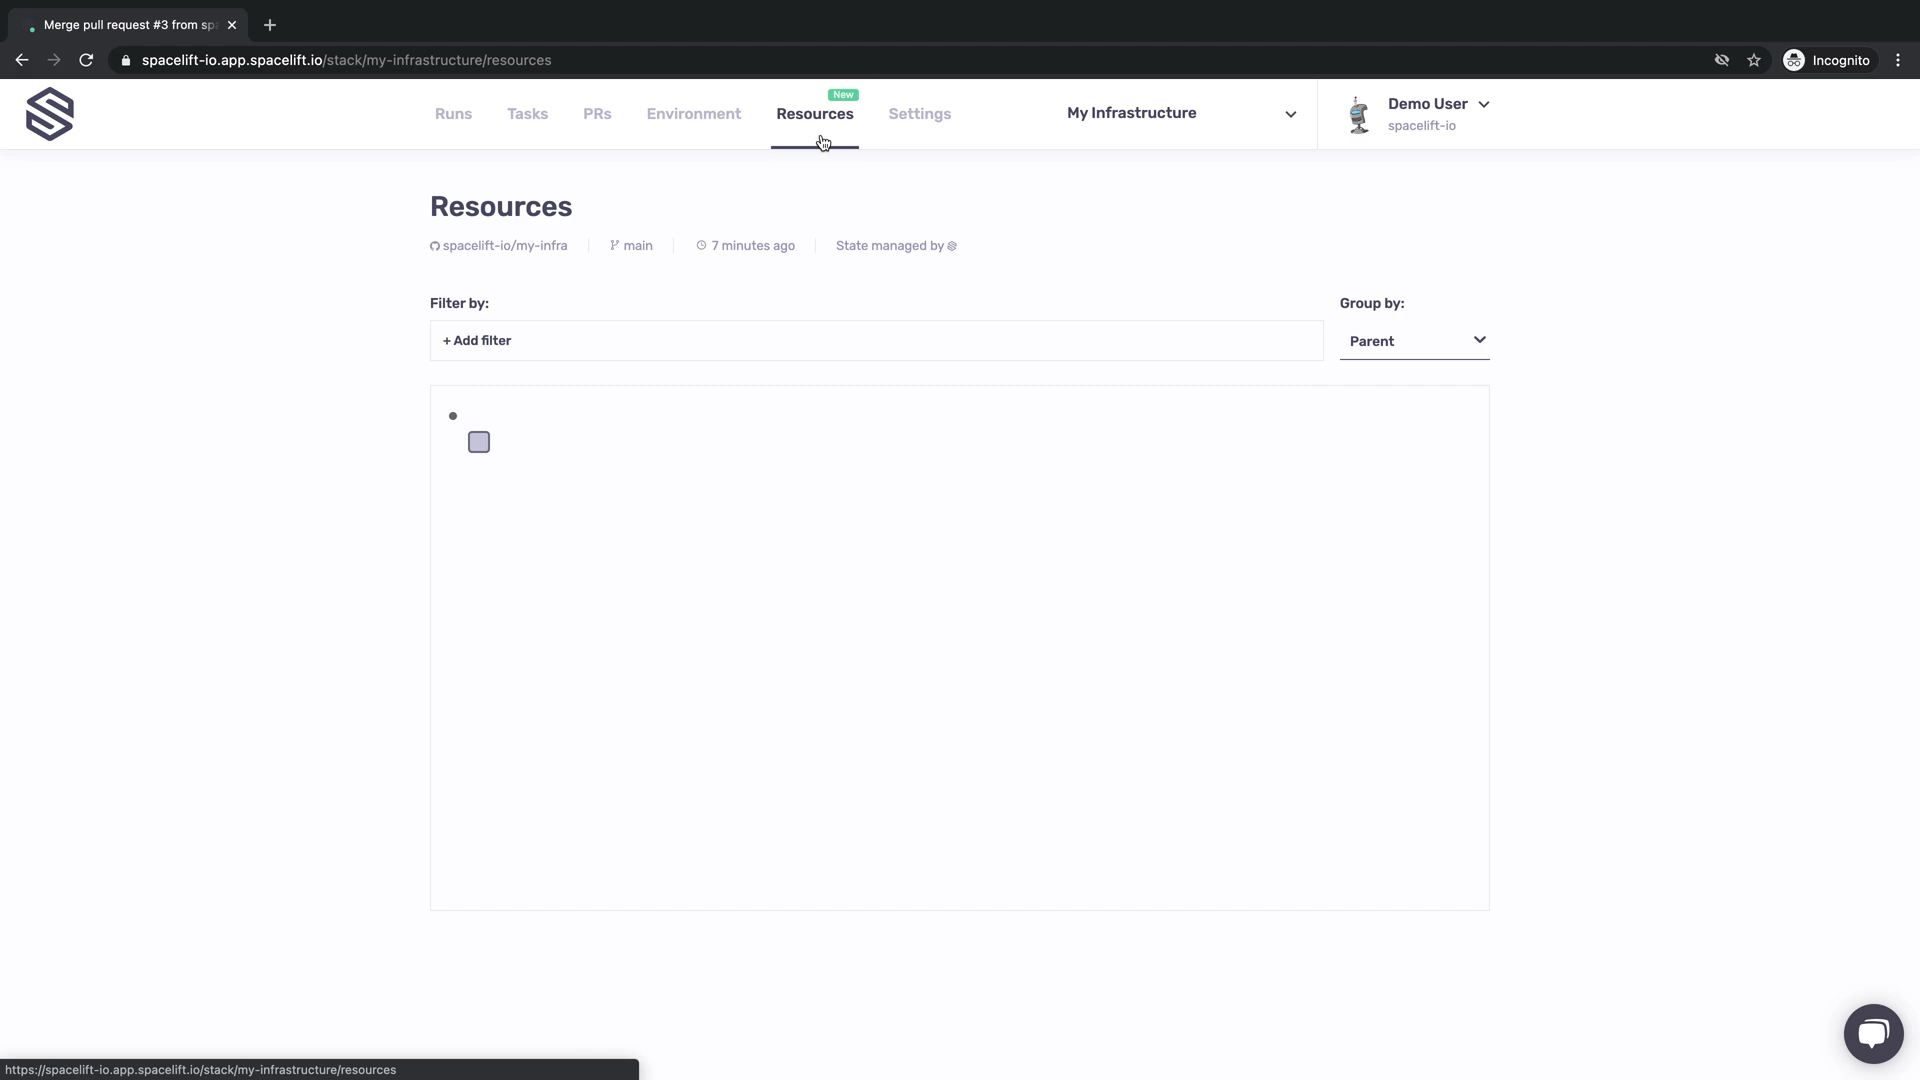 Merge pull request #3 from sp
spacelift-io.app.spacelift.io/stack/my-infrastructure/resources
Incognito
Runs
Tasks
PRs
Environment
Resources
New
Settings
My Infrastructure
Demo User
spacelift-io
Resources
spacelift-io/my-infra
main
7 minutes ago
State managed by
Filter by:
Group by:
+ Add filter
Parent
https://spacelift-io.app.spacelift.io/stack/my-infrastructure/resources